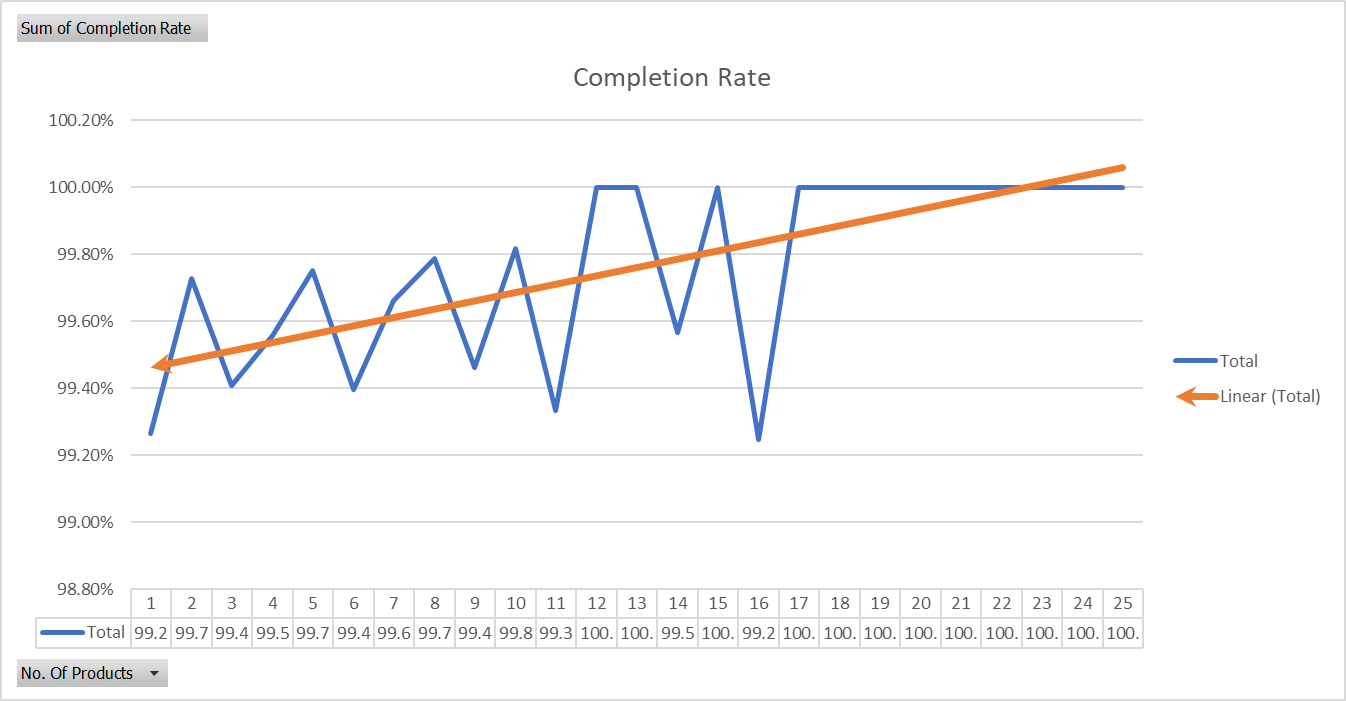 Sum of Completion Rate
Completion Rate
100.20%
100.00%
99.80%
99.60%
99.40%
99.20%
99.00%
98.80%
Total
Linear (Total)
1 2 3 4 5 6 7 8 9 10 11 12 13 14 15 16 17 18 19 20 21 22 23 24 25
Total 99.2 99.7 99.4 99.5 99.7 99.4 99.6 99.7 99.4 99.8 99.3 100. 100. 99.5 100. 99.2 100. 100. 100. 100. 100. 100. 100. 100. 100.
No. Of Products